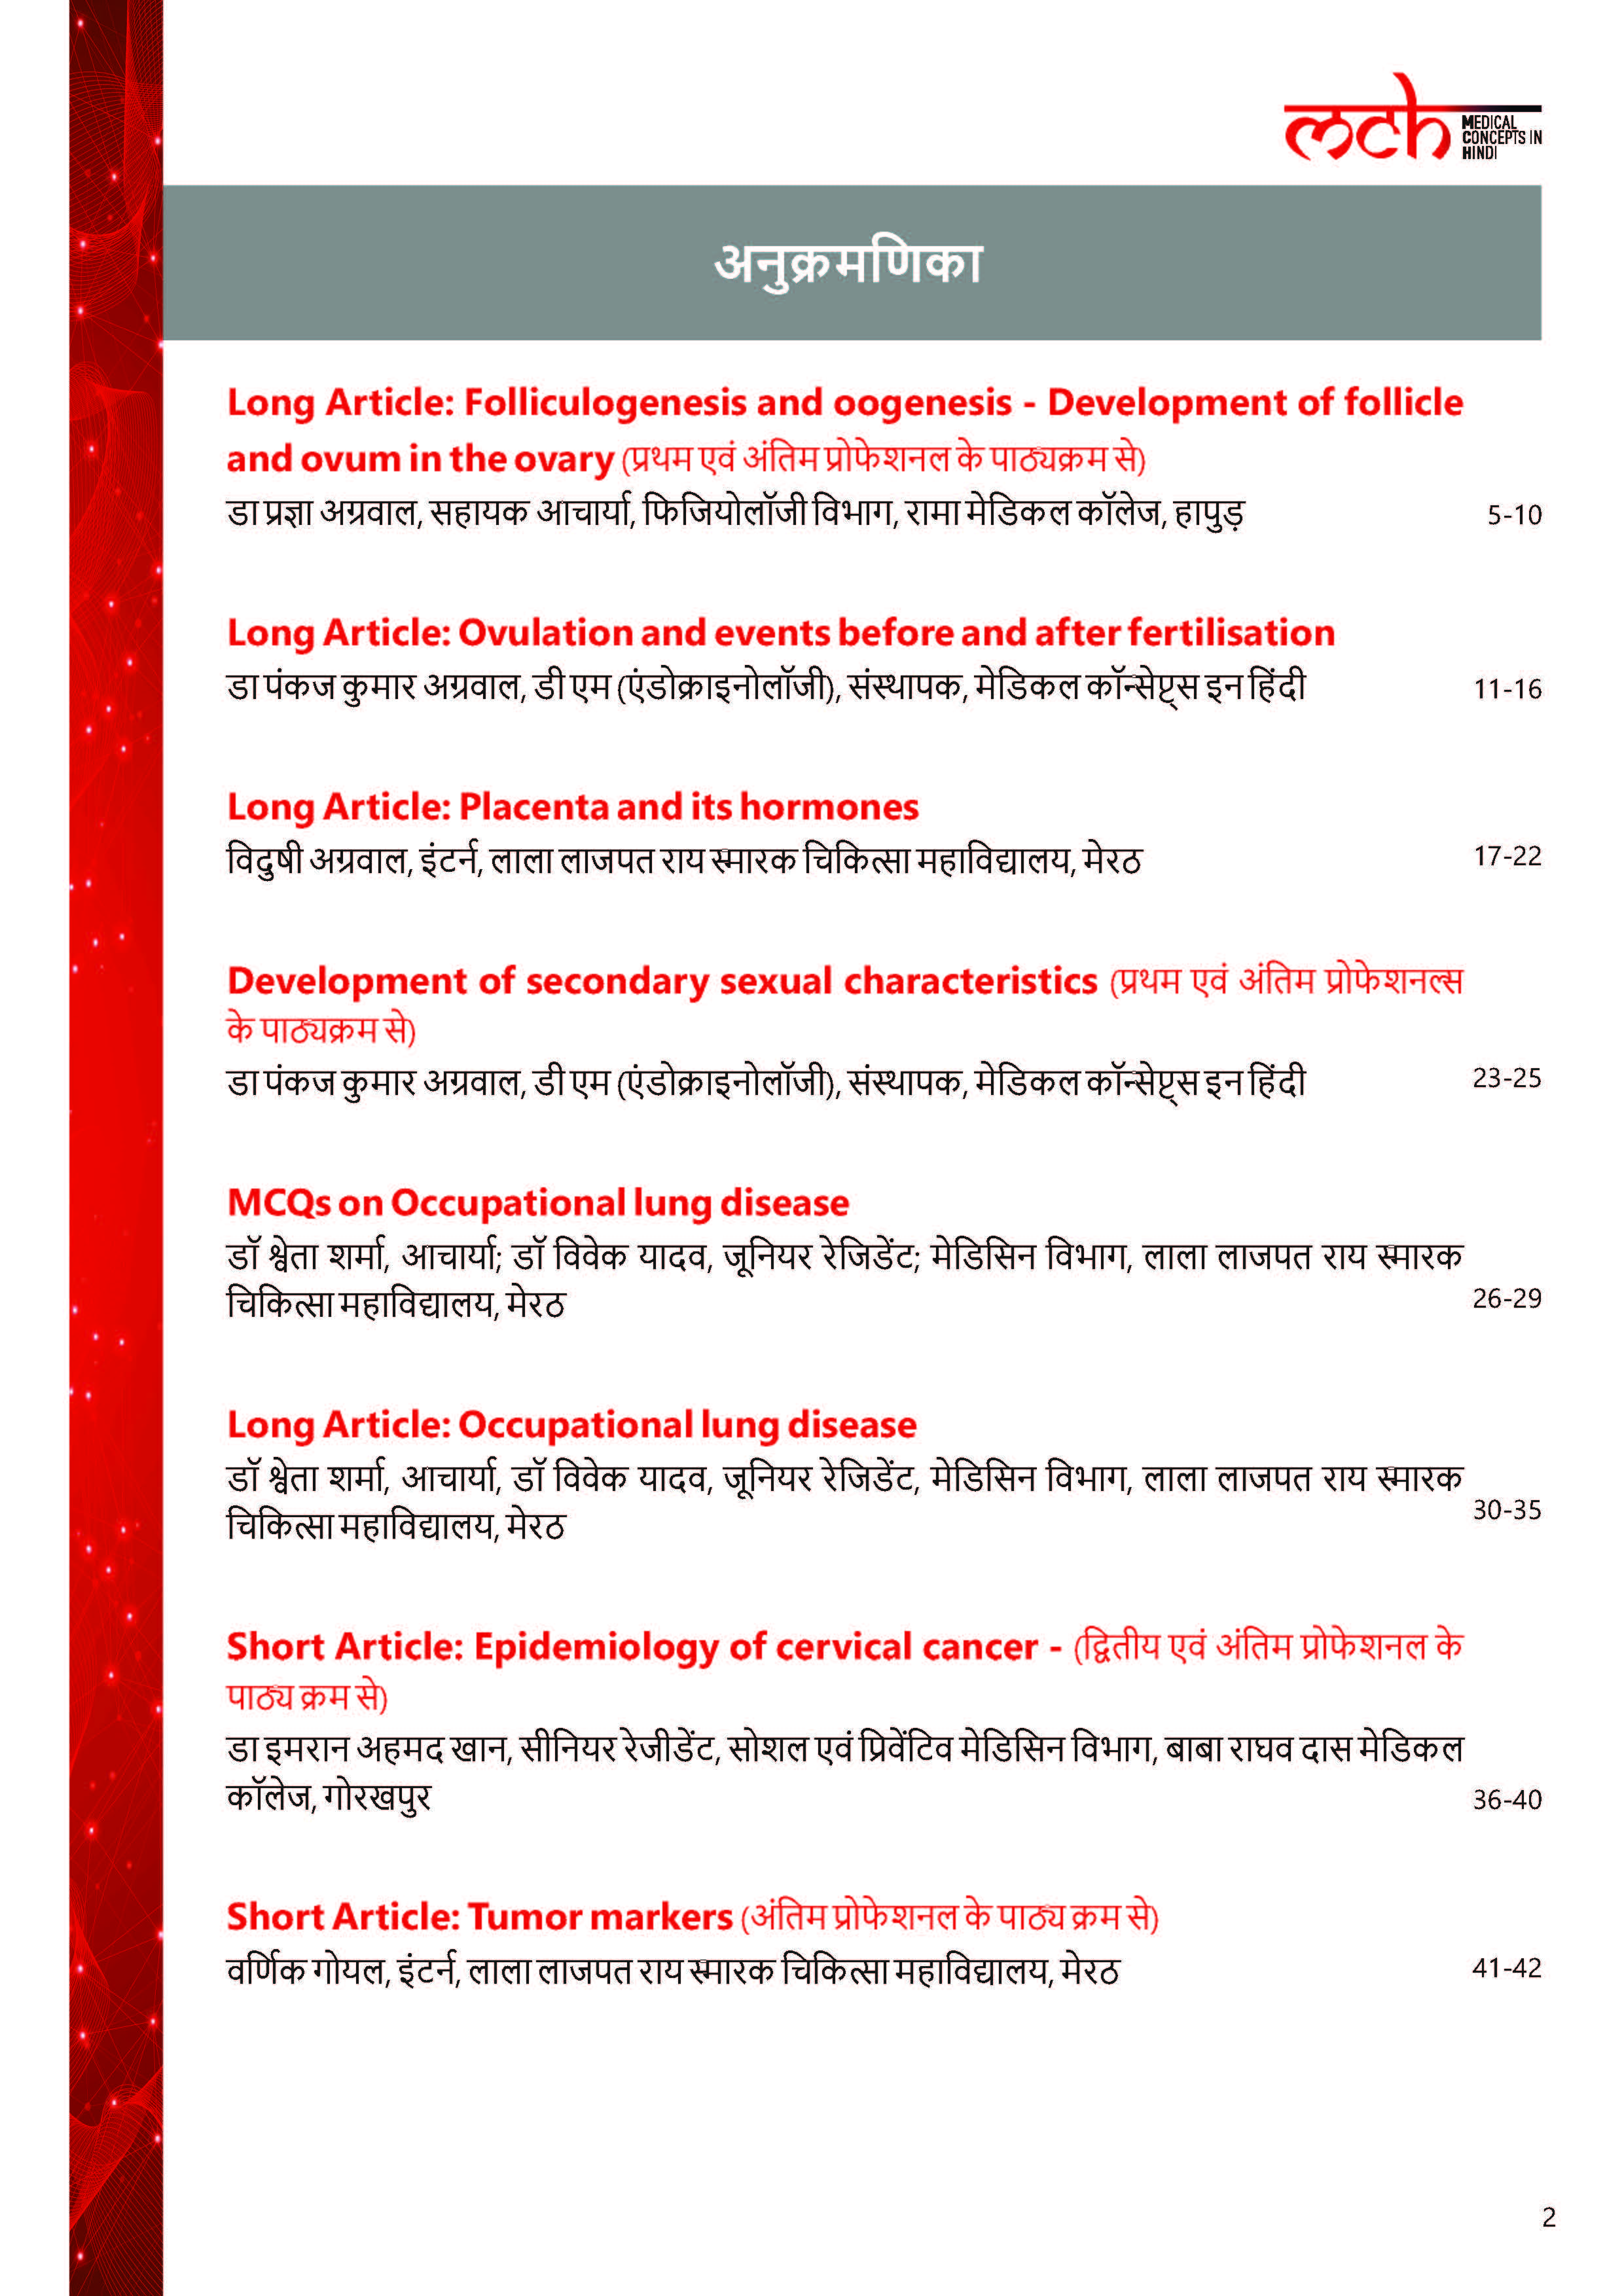 mch MEDICAL
CONCEPTS IN
HINDI
अनुक्रमणिका
Long Article: Folliculogenesis and oogenesis - Development of follicle
and ovum in the ovary (प्रथम एवं अंतिम प्रोफेशनल के पाठ्यक्रम से)
डा प्रज्ञा अग्रवाल, सहायक आचार्या, फिजियोलॉजी विभाग, रामा मेडिकल कॉलेज, हापुड़ 5-10
Long Article: Ovulation and events before and after fertilisation
डा पंकज कुमार अग्रवाल, डी एम (एंडोक्राइनोलॉजी), संस्थापक, मेडिकल कॉन्सेप्ट्स इन हिंदी 11-16
Long Article: Placenta and its hormones
विदुषी अग्रवाल, इंटर्न, लाला लाजपत राय स्मारक चिकित्सा महाविद्यालय, मेरठ 17-22
Development of secondary sexual characteristics (प्रथम एवं अंतिम प्रोफेशनल्स
के पाठ्यक्रम से)
डा पंकज कुमार अग्रवाल, डी एम (एंडोक्राइनोलॉजी), संस्थापक, मेडिकल कॉन्सेप्ट्स इन हिंदी 23-25
MCQs on Occupational lung disease
डॉ श्वेता शर्मा, आचार्या; डॉ विवेक यादव, जूनियर रेजिडेंट; मेडिसिन विभाग, लाला लाजपत राय स्मारक
चिकित्सा महाविद्यालय, मेरठ 26-29
Long Article: Occupational lung disease
डॉ श्वेता शर्मा, आचार्या, डॉ विवेक यादव, जूनियर रेजिडेंट, मेडिसिन विभाग, लाला लाजपत राय स्मारक
चिकित्सा महाविद्यालय, मेरठ 30-35
Short Article: Epidemiology of cervical cancer - (द्वितीय एवं अंतिम प्रोफेशनल के
पाठ्य क्रम से)
डा इमरान अहमद खान, सीनियर रेजीडेंट, सोशल एवं प्रिवेंटिव मेडिसिन विभाग, बाबा राघव दास मेडिकल
कॉलेज, गोरखपुर 36-40
Short Article: Tumor markers (अंतिम प्रोफेशनल के पाठ्य क्रम से)
वर्णिक गोयल, इंटर्न, लाला लाजपत राय स्मारक चिकित्सा महाविद्यालय, मेरठ 41-42
2